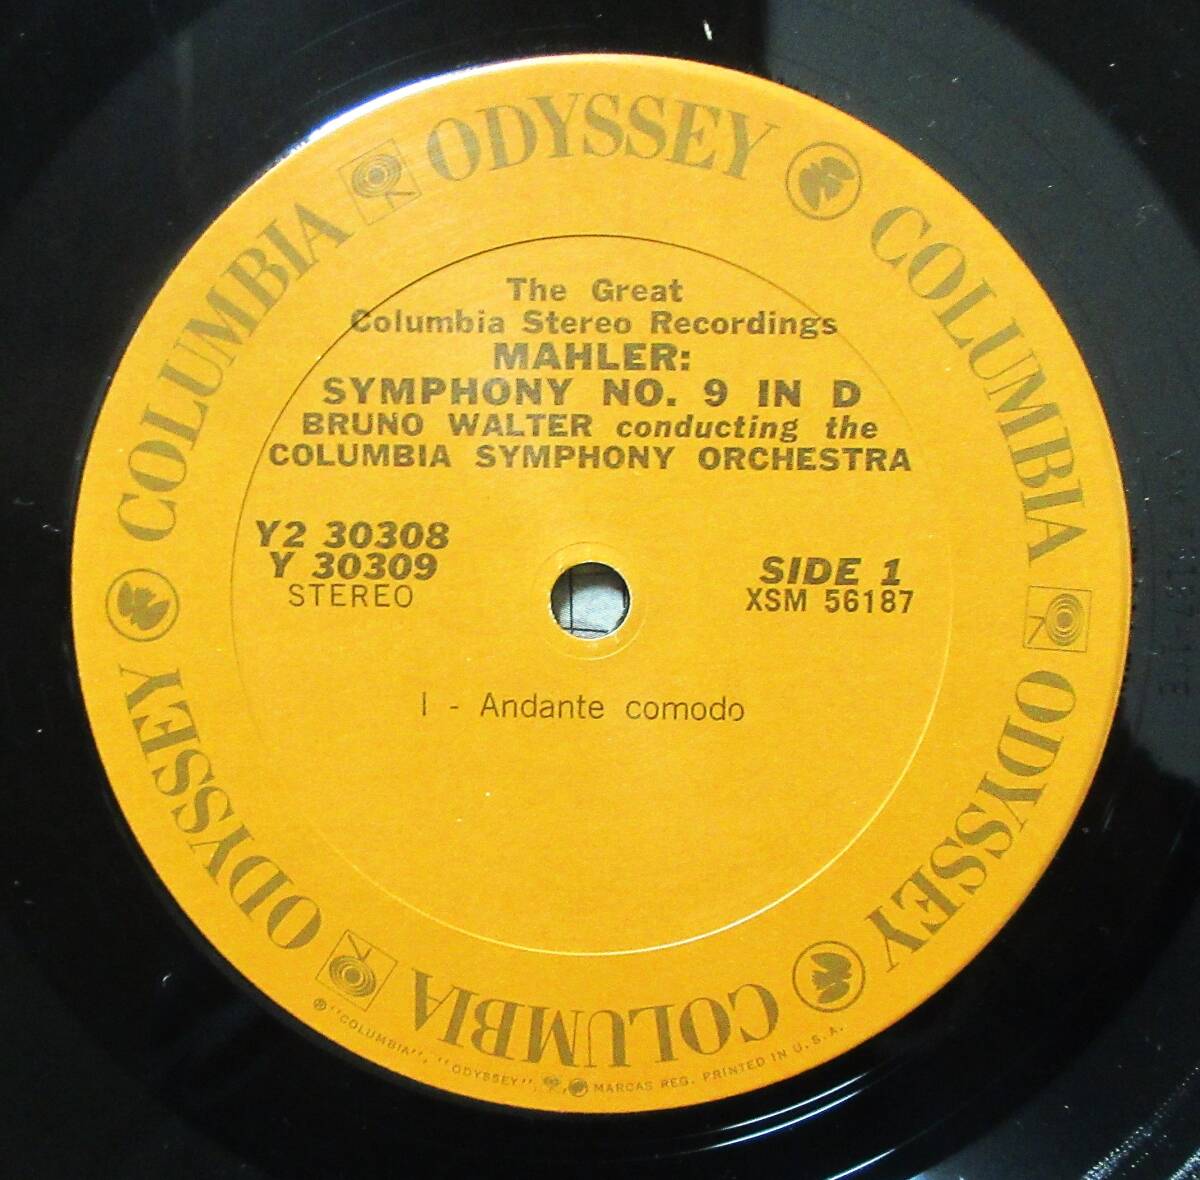 COLUMBIA ODYSSEY
COLUMBIA ODYSSEY
COLUMBIA ODYSSEY
The Great
Columbia Stereo Recordings
MAHLER:
SYMPHONY NO. 9 IN D
BRUNO WALTER conducting the
COLUMBIA SYMPHONY ORCHESTRA
Y2 30308
Y 30309
STEREO
SIDE 1
XSM 56187
I - Andante comodo
® "COLUMBIA", "ODYSSEY", MARCAS REG. PRINTED IN U.S.A.